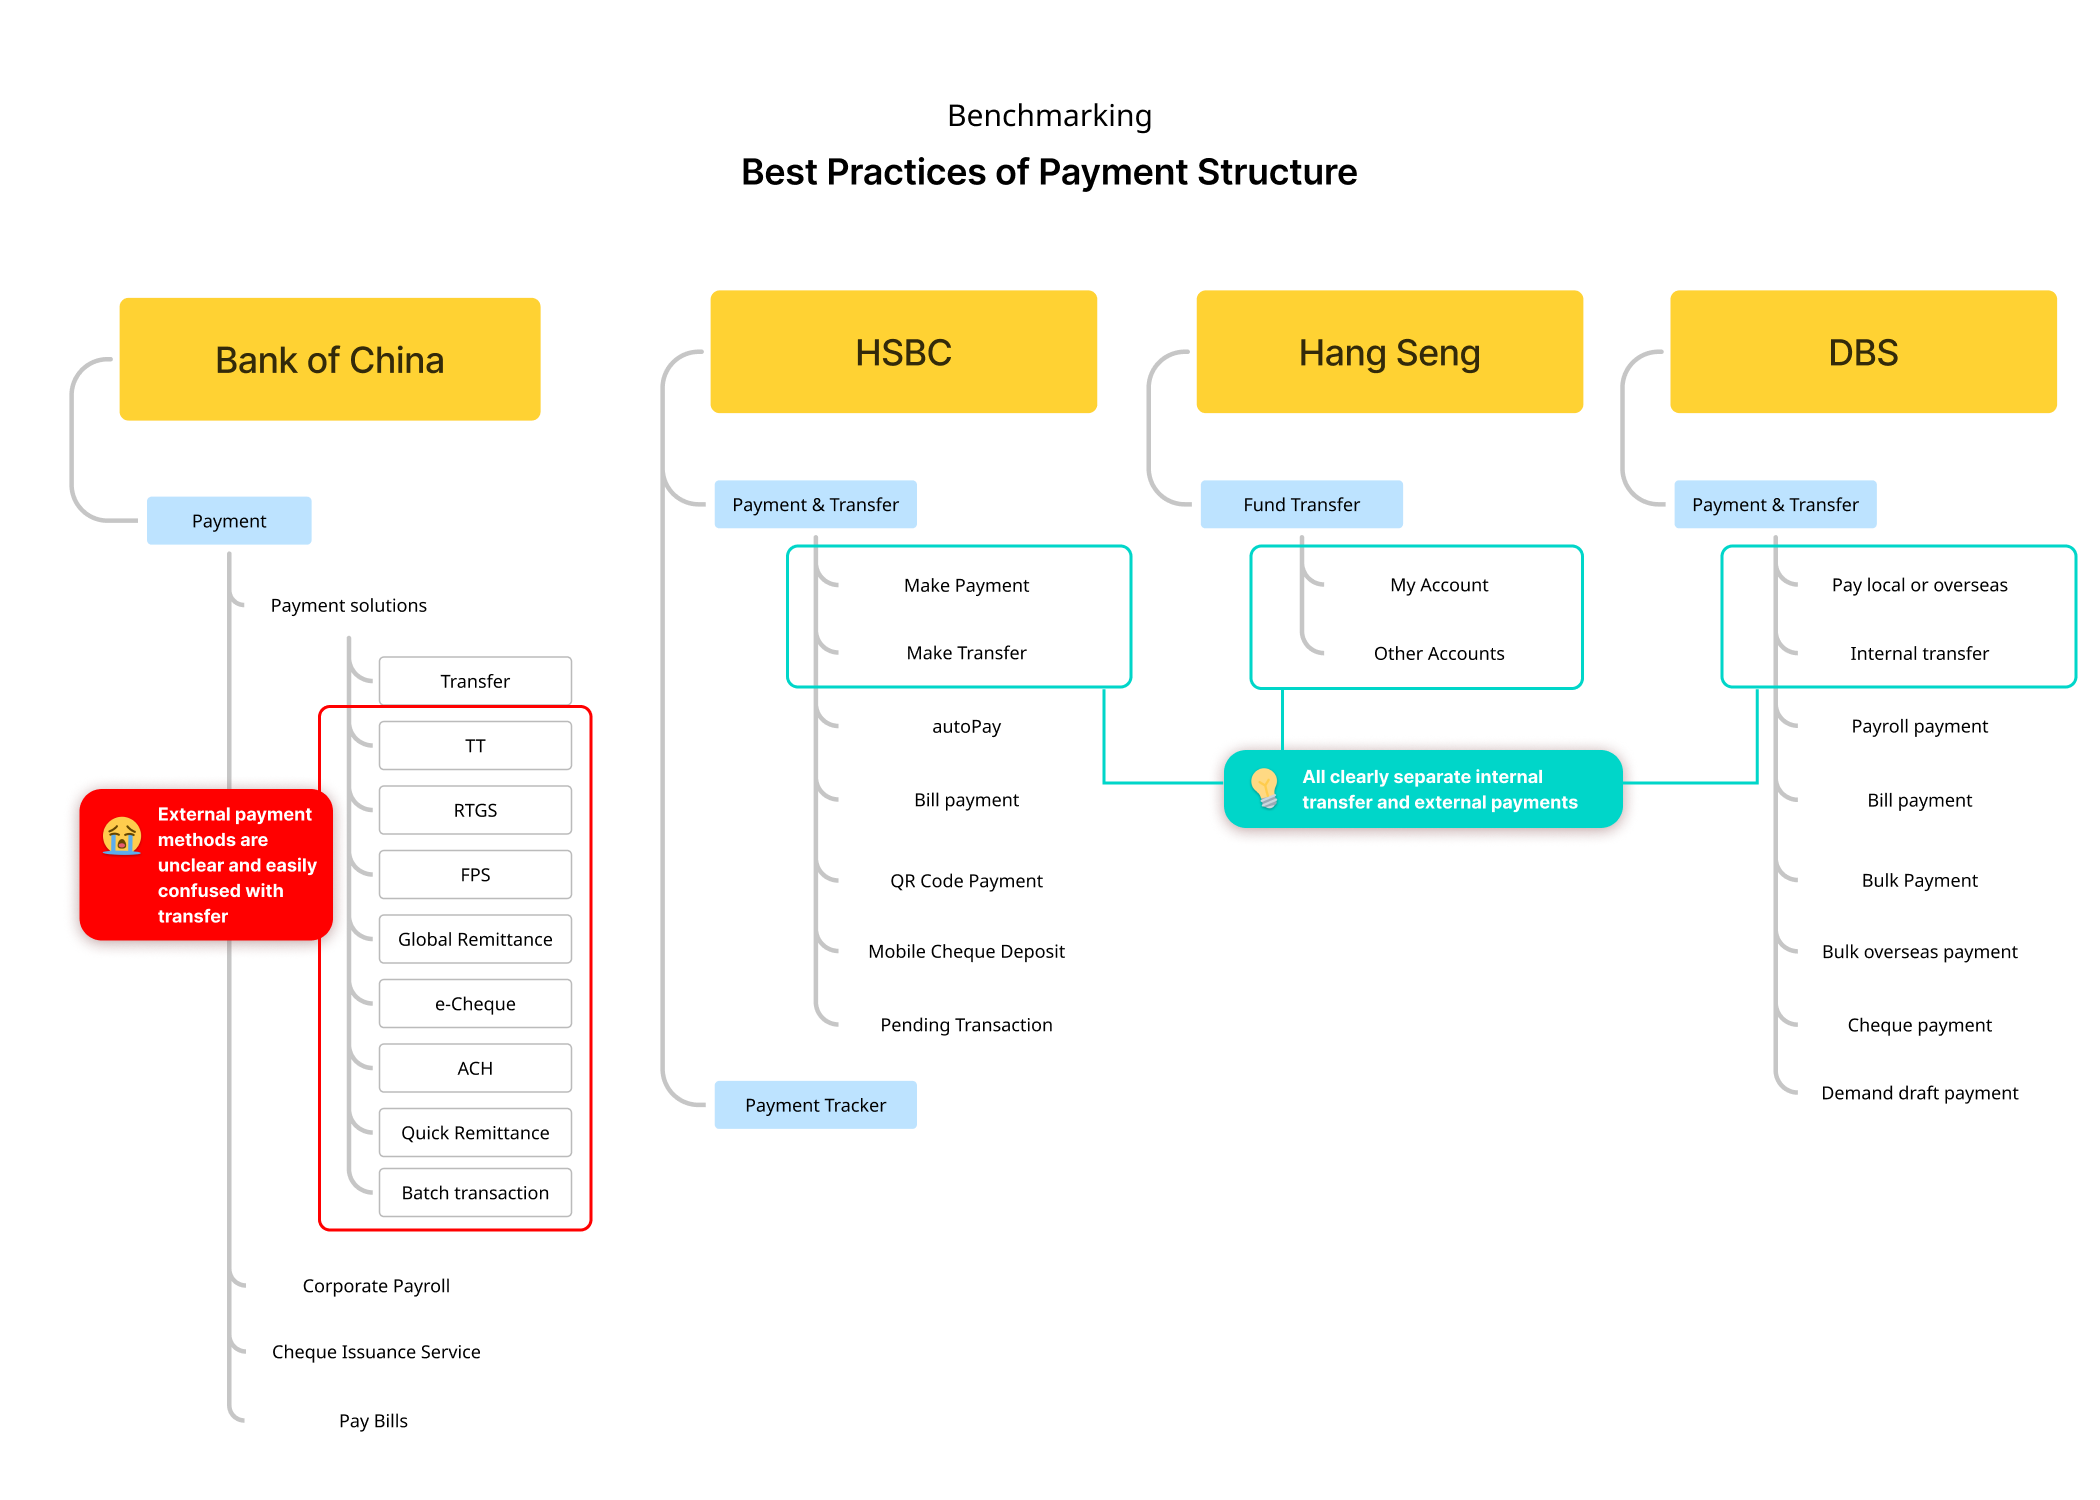 Benchmarking
Best Practices of Payment Structure
Bank of China
Payment
Payment solutions
Transfer
TT
RTGS
FPS
Global Remittance
e-Cheque
ACH
Quick Remittance
Batch transaction
External payment
methods are
unclear and easily
confused with
transfer
Corporate Payroll
Cheque Issuance Service
Pay Bills
HSBC
Payment & Transfer
Make Payment
Make Transfer
autoPay
Bill payment
QR Code Payment
Mobile Cheque Deposit
Pending Transaction
Payment Tracker
Hang Seng
Fund Transfer
My Account
Other Accounts
All clearly separate internal
transfer and external payments
DBS
Payment & Transfer
Pay local or overseas
Internal transfer
Payroll payment
Bill payment
Bulk Payment
Bulk overseas payment
Cheque payment
Demand draft payment